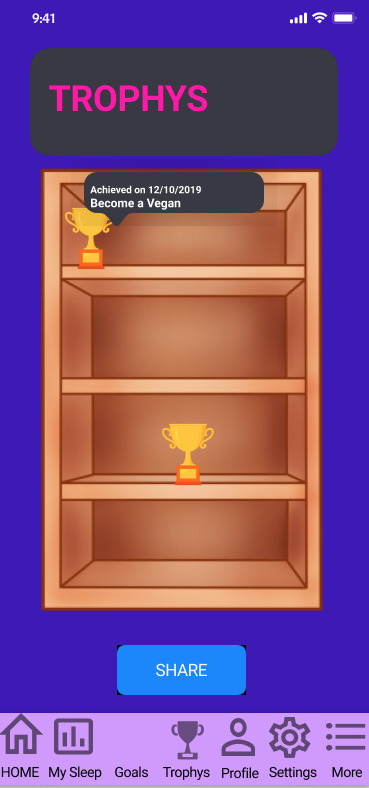 9:41
TROPHYS
Achieved on 12/10/2019
Become a Vegan
SHARE
HOME My Sleep Goals Trophys Profile Settings More